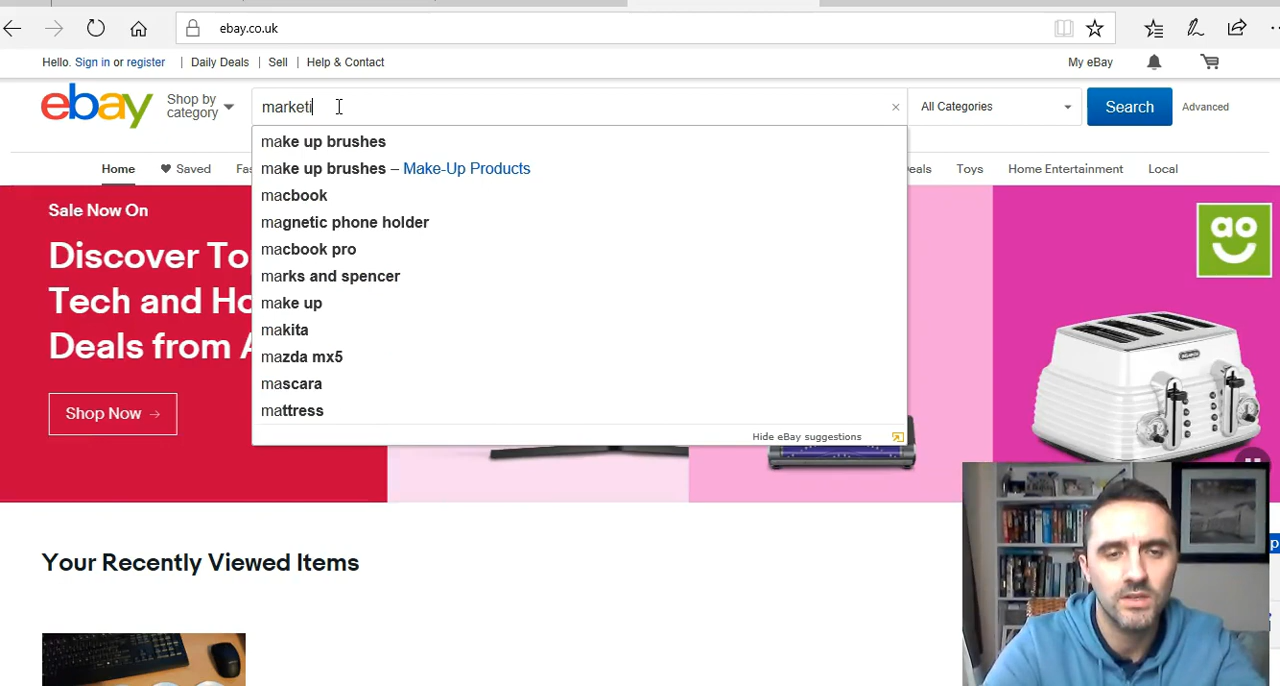 ebay.co.uk
Hello. Sign in or register | Daily Deals | Sell | Help & Contact My eBay
ebay Shop by category marketi × All Categories Search Advanced
make up brushes
make up brushes – Make-Up Products
macbook
magnetic phone holder
macbook pro
marks and spencer
make up
makita
mazda mx5
mascara
mattress
Hide eBay suggestions
Home Saved Toys Home Entertainment Local
Sale Now On
Discover To
Tech and Ho
Deals from A
Shop Now →
ao
DeLonghi
Your Recently Viewed Items